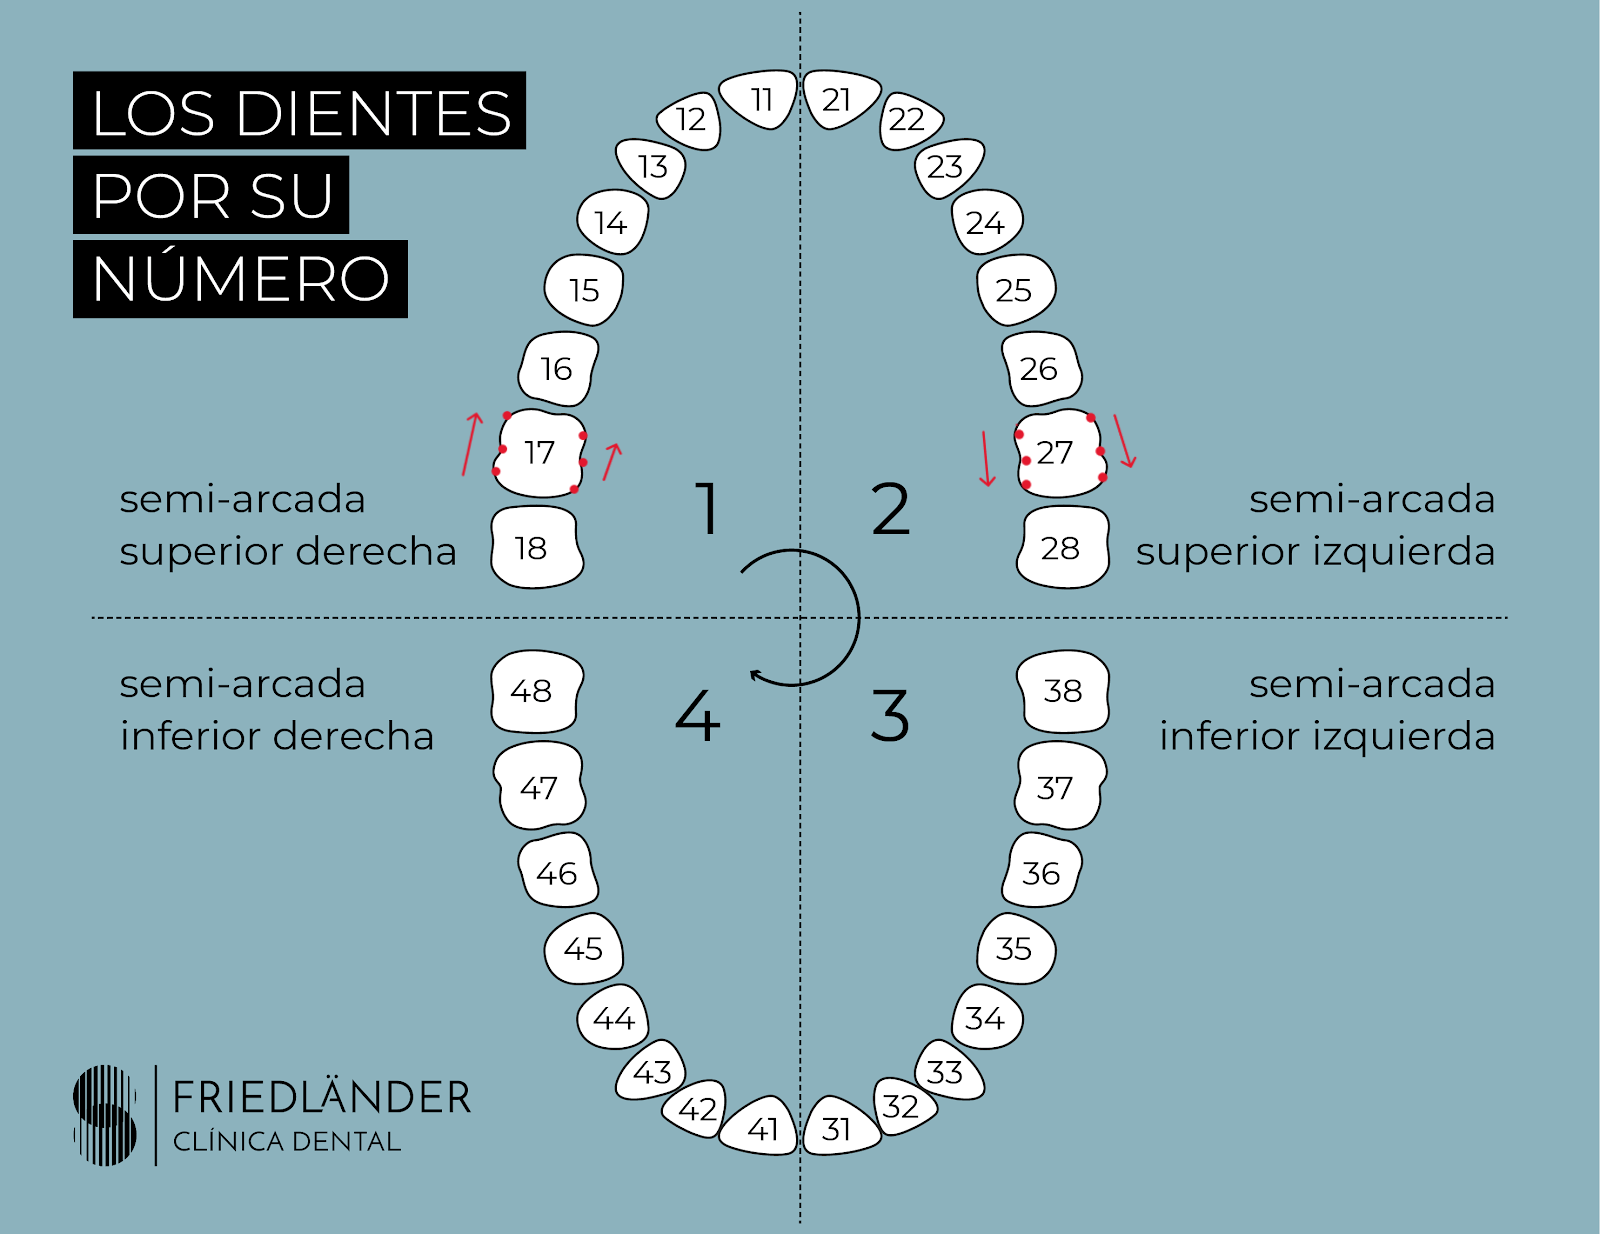 LOS DIENTES
POR SU
NÚMERO
11
21
12
22
13
23
14
24
15
25
16
26
17
27
18
28
1
2
semi-arcada
superior derecha
semi-arcada
superior izquierda
semi-arcada
inferior derecha
semi-arcada
inferior izquierda
4
3
48
38
47
37
46
36
45
35
44
34
43
33
42
32
41
31
FRIEDLÄNDER
CLÍNICA DENTAL